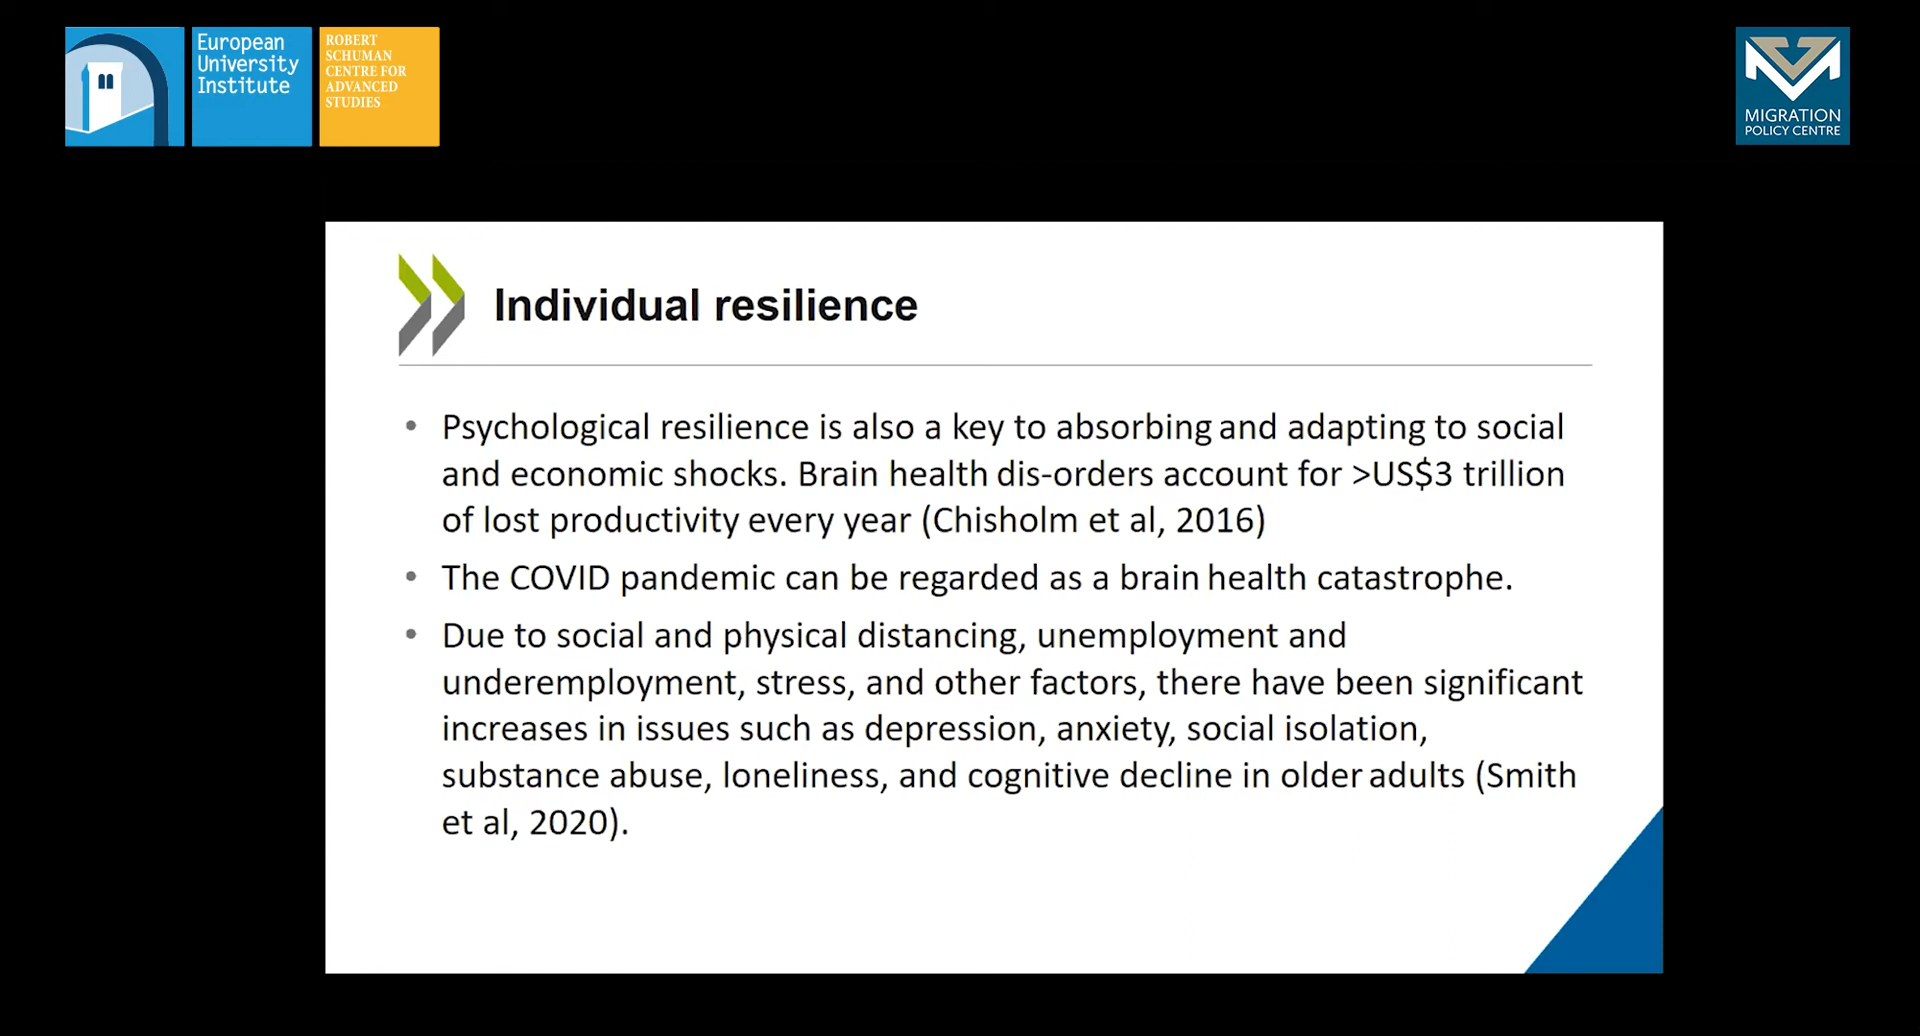 European
University
Institute
ROBERT
SCHUMAN
CENTRE FOR
ADVANCED
STUDIES
MIGRATION
POLICY CENTRE
Individual resilience
• Psychological resilience is also a key to absorbing and adapting to social
and economic shocks. Brain health dis-orders account for >US$3 trillion
of lost productivity every year (Chisholm et al, 2016)
• The COVID pandemic can be regarded as a brain health catastrophe.
• Due to social and physical distancing, unemployment and
underemployment, stress, and other factors, there have been significant
increases in issues such as depression, anxiety, social isolation,
substance abuse, loneliness, and cognitive decline in older adults (Smith
et al, 2020).